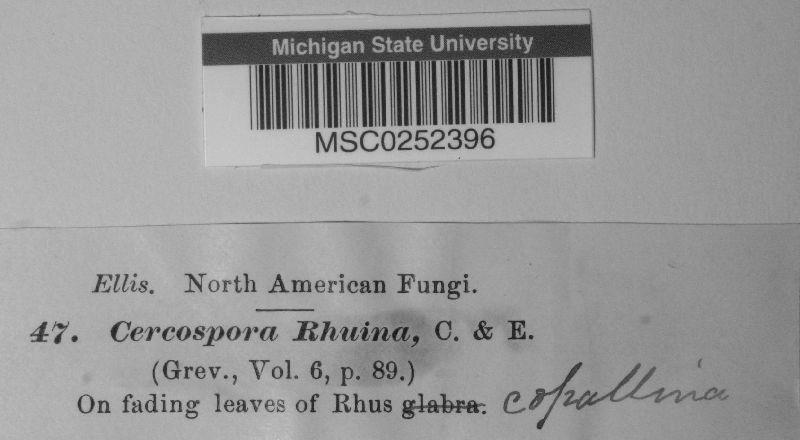 Michigan State University
MSC0252396
Ellis. North American Fungi.
47. Cercospora Rhuina, C. & E.
(Grev., Vol. 6, p. 89.)
On fading leaves of Rhus glabra. copallina